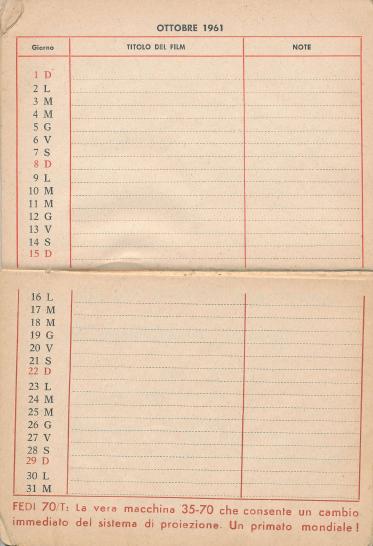 OTTOBRE 1961
Giorno TITOLO DEL FILM NOTE
1 D
2 L
3 M
4 M
5 G
6 V
7 S
8 D
9 L
10 M
11 M
12 G
13 V
14 S
15 D
16 L
17 M
18 M
19 G
20 V
21 S
22 D
23 L
24 M
25 M
26 G
27 V
28 S
29 D
30 L
31 M
FEDI 70/T: La vera macchina 35-70 che consente un cambio
immediato del sistema di proiezione. Un primato mondiale!